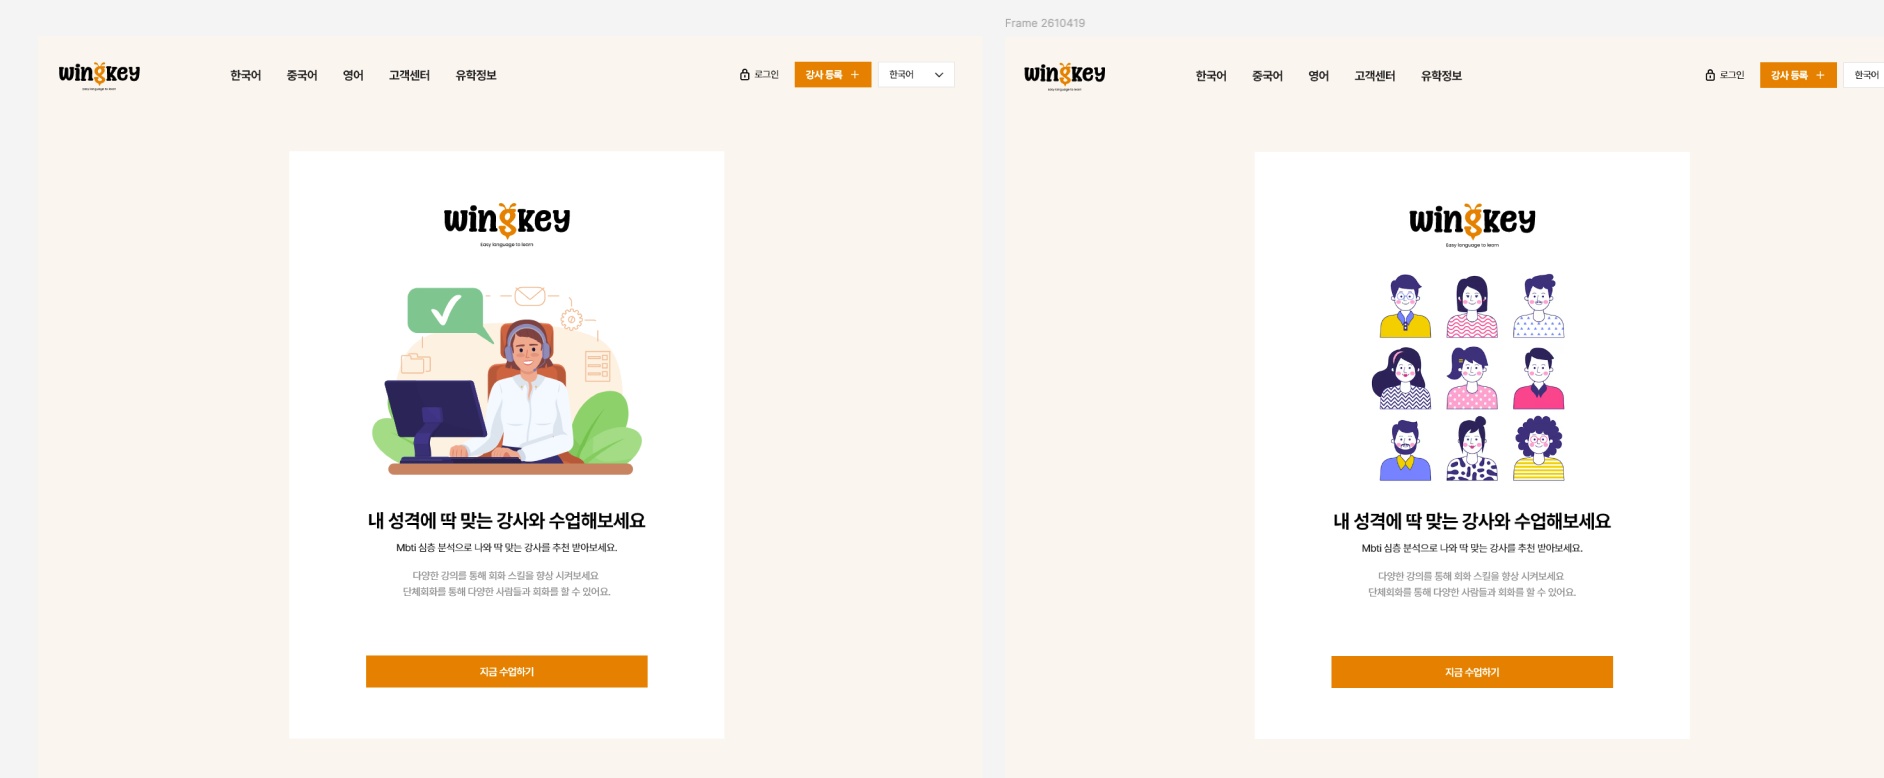 Frame 2610419
wingkey
Easy language to learn
한국어 중국어 영어 고객센터 유학정보
로그인
강사 등록 +
한국어
wingkey
Easy language to learn
내 성격에 딱 맞는 강사와 수업해보세요
Mbti 심층 분석으로 나와 딱 맞는 강사를 추천 받아보세요.
다양한 강의를 통해 회화 스킬을 향상 시켜보세요
단체회화를 통해 다양한 사람들과 회화를 할 수 있어요.
지금 수업하기
wingkey
Easy language to learn
한국어 중국어 영어 고객센터 유학정보
로그인
강사 등록 +
한국어
wingkey
Easy language to learn
내 성격에 딱 맞는 강사와 수업해보세요
Mbti 심층 분석으로 나와 딱 맞는 강사를 추천 받아보세요.
다양한 강의를 통해 회화 스킬을 향상 시켜보세요
단체회화를 통해 다양한 사람들과 회화를 할 수 있어요.
지금 수업하기